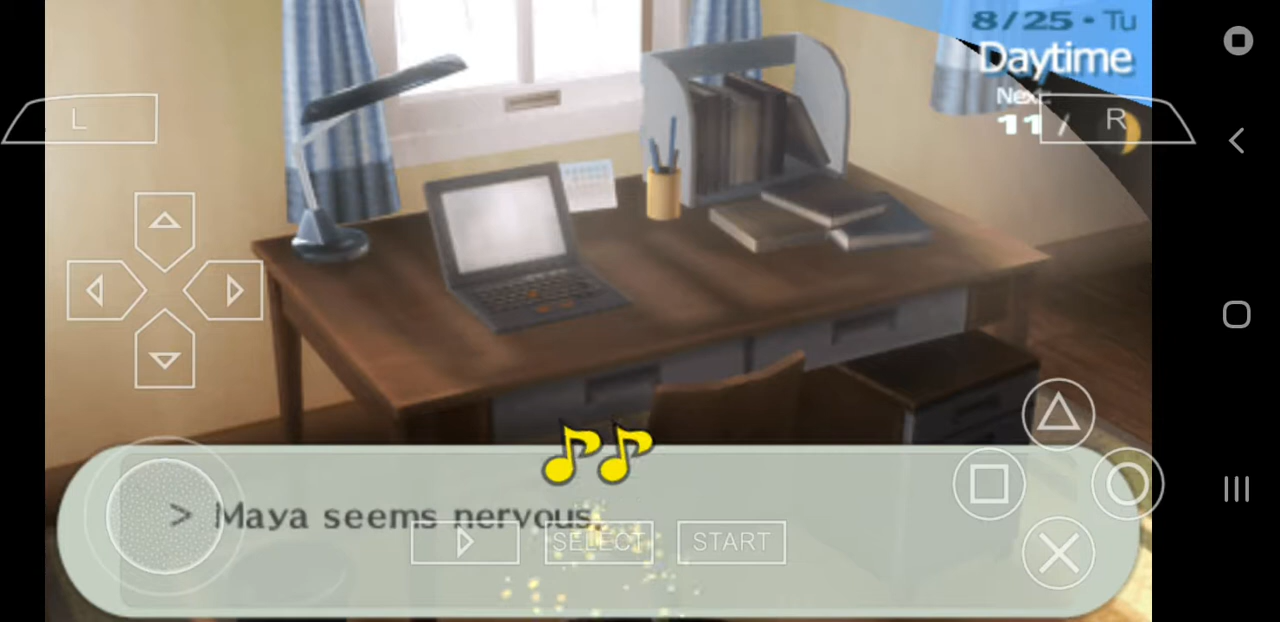 8/25 • Tu
Daytime
Next:
11 /
L
R
> Maya seems nervous.
SELECT
START